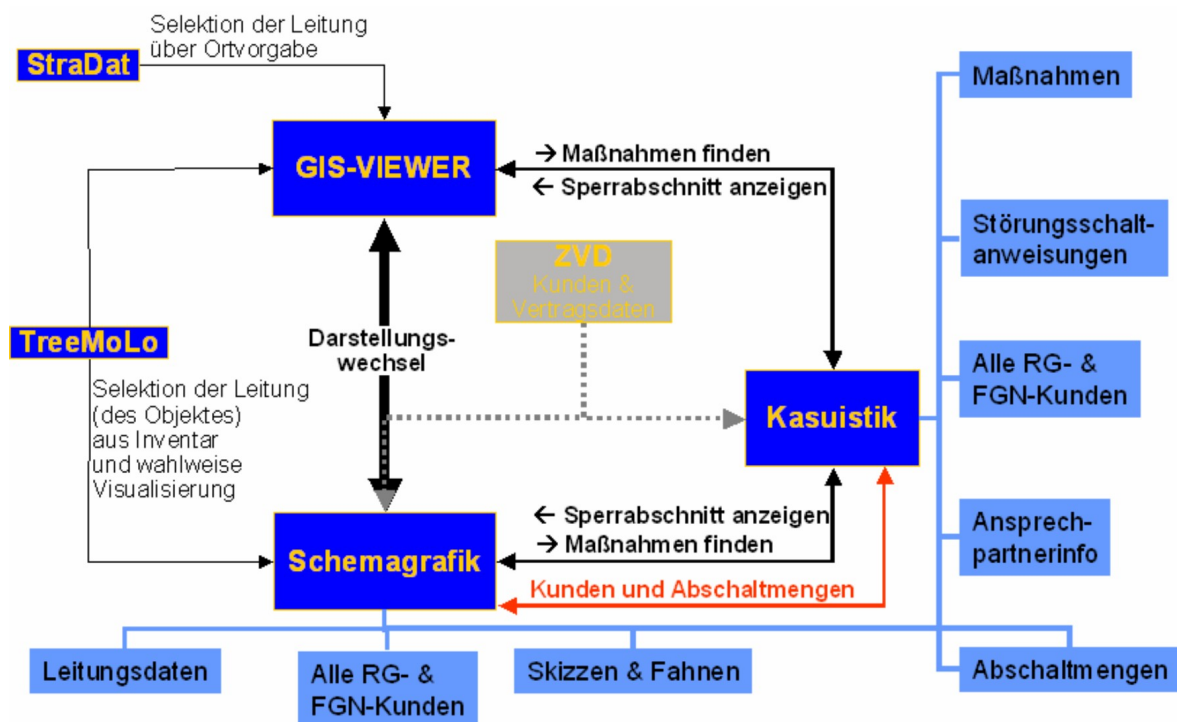 Selektion der Leitung
über Ortvorgabe
StraDat
Maßnahmen
GIS-VIEWER
→ Maßnahmen finden
← Sperrabschnitt anzeigen
Störungsschalt-
anweisungen
ZVD
Kunden &
Vertragsdaten
TreeMoLo
Darstellungs-
wechsel
Alle RG- &
FGN-Kunden
Selektion der Leitung
(des Objektes)
aus Inventar
und wahlweise
Visualisierung
Kasuistik
← Sperrabschnitt anzeigen
→ Maßnahmen finden
Ansprech-
partnerinfo
Schemagrafik
Kunden und Abschaltmengen
Leitungsdaten
Alle RG- &
FGN-Kunden
Skizzen & Fahnen
Abschaltmengen